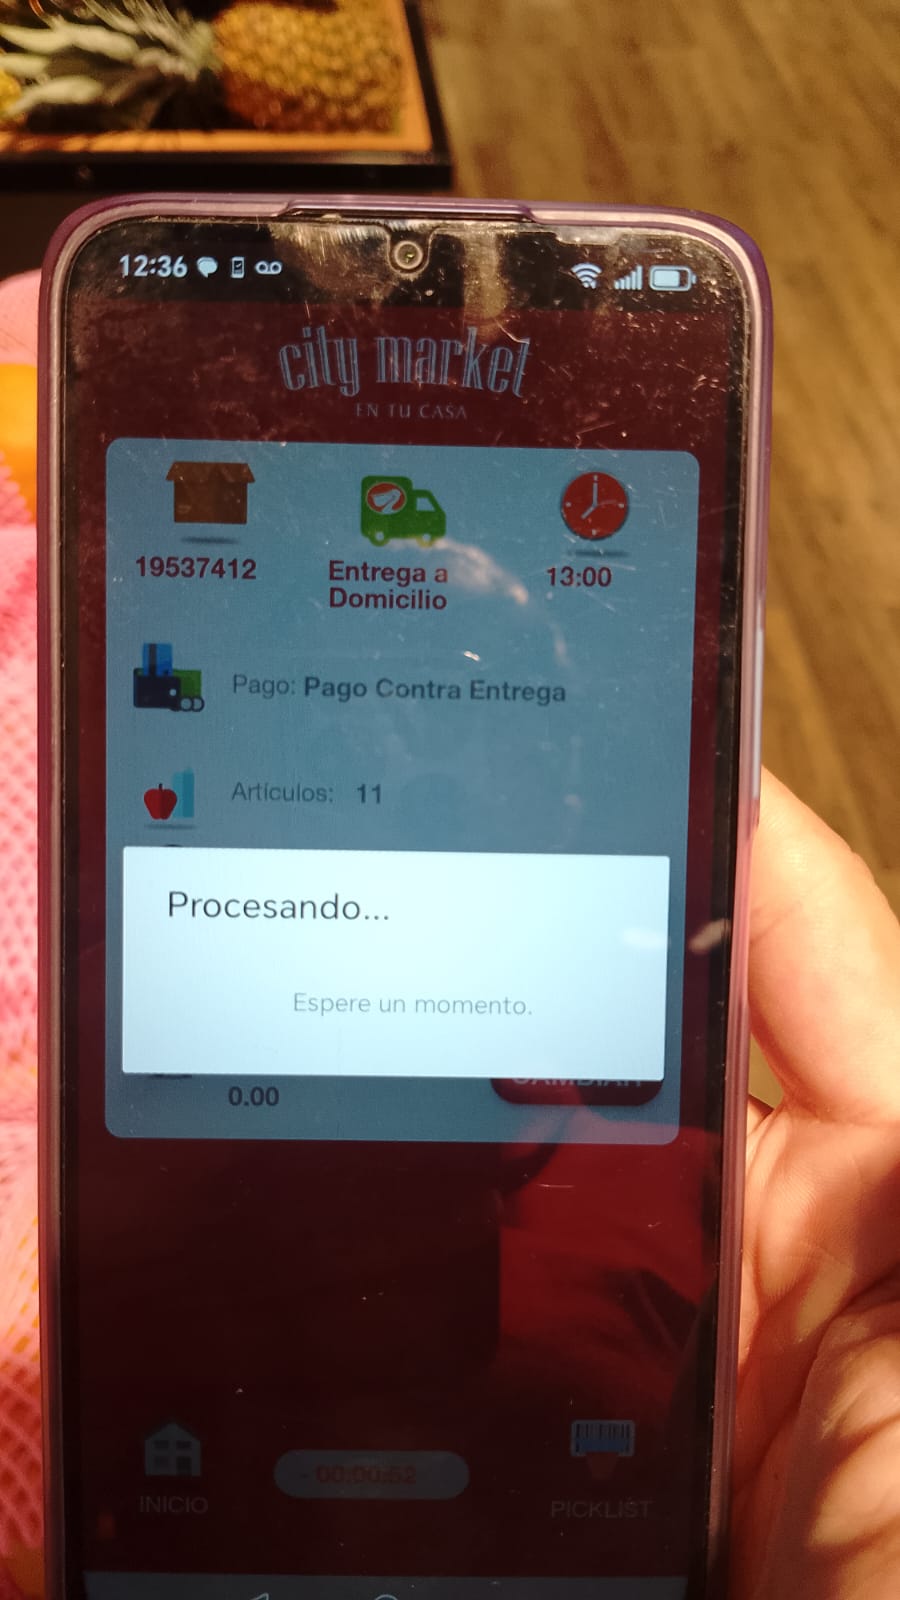 12:36
city market
EN TU CASA
19537412
Entrega a
Domicilio
13:00
Pago: Pago Contra Entrega
Artículos: 11
Procesando...
Espere un momento.
0.00
- 00:00:52
INICIO
PICKLIST